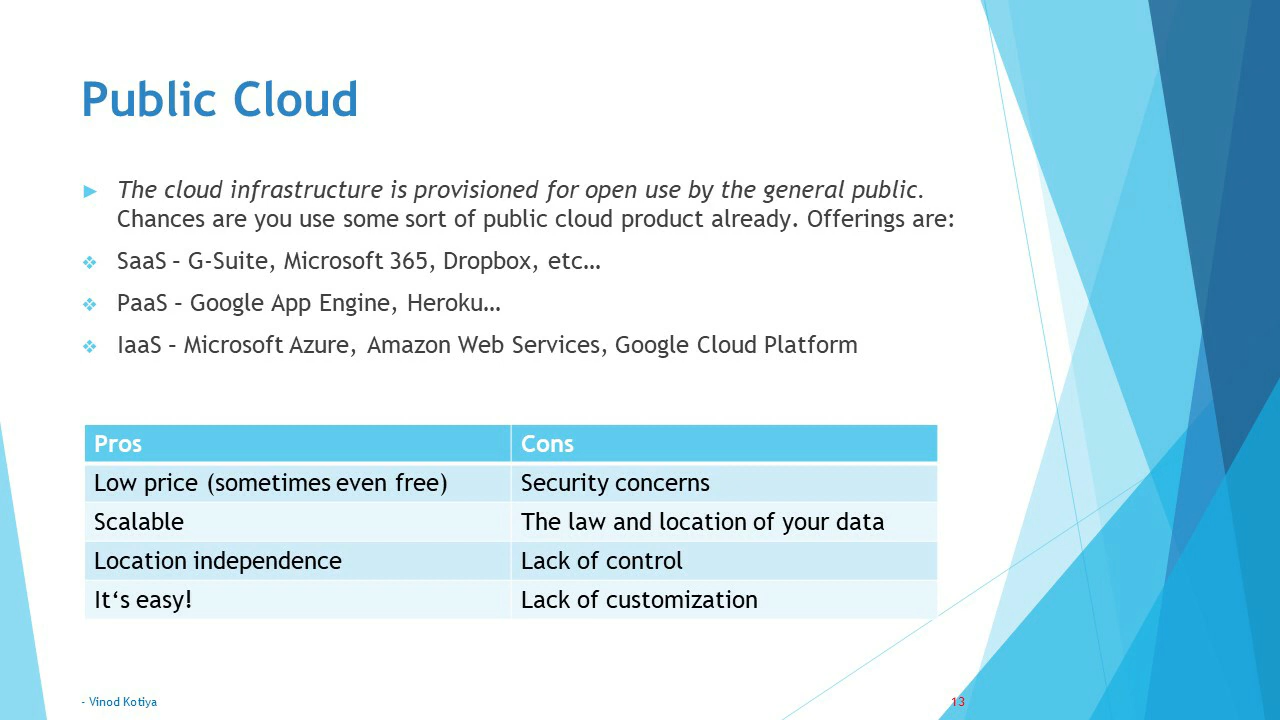 Public Cloud
► The cloud infrastructure is provisioned for open use by the general public.
Chances are you use some sort of public cloud product already. Offerings are:
❖ SaaS – G-Suite, Microsoft 365, Dropbox, etc…
❖ PaaS – Google App Engine, Heroku…
❖ IaaS – Microsoft Azure, Amazon Web Services, Google Cloud Platform
Pros Cons
Low price (sometimes even free) Security concerns
Scalable The law and location of your data
Location independence Lack of control
It‘s easy! Lack of customization
- Vinod Kotiya 13